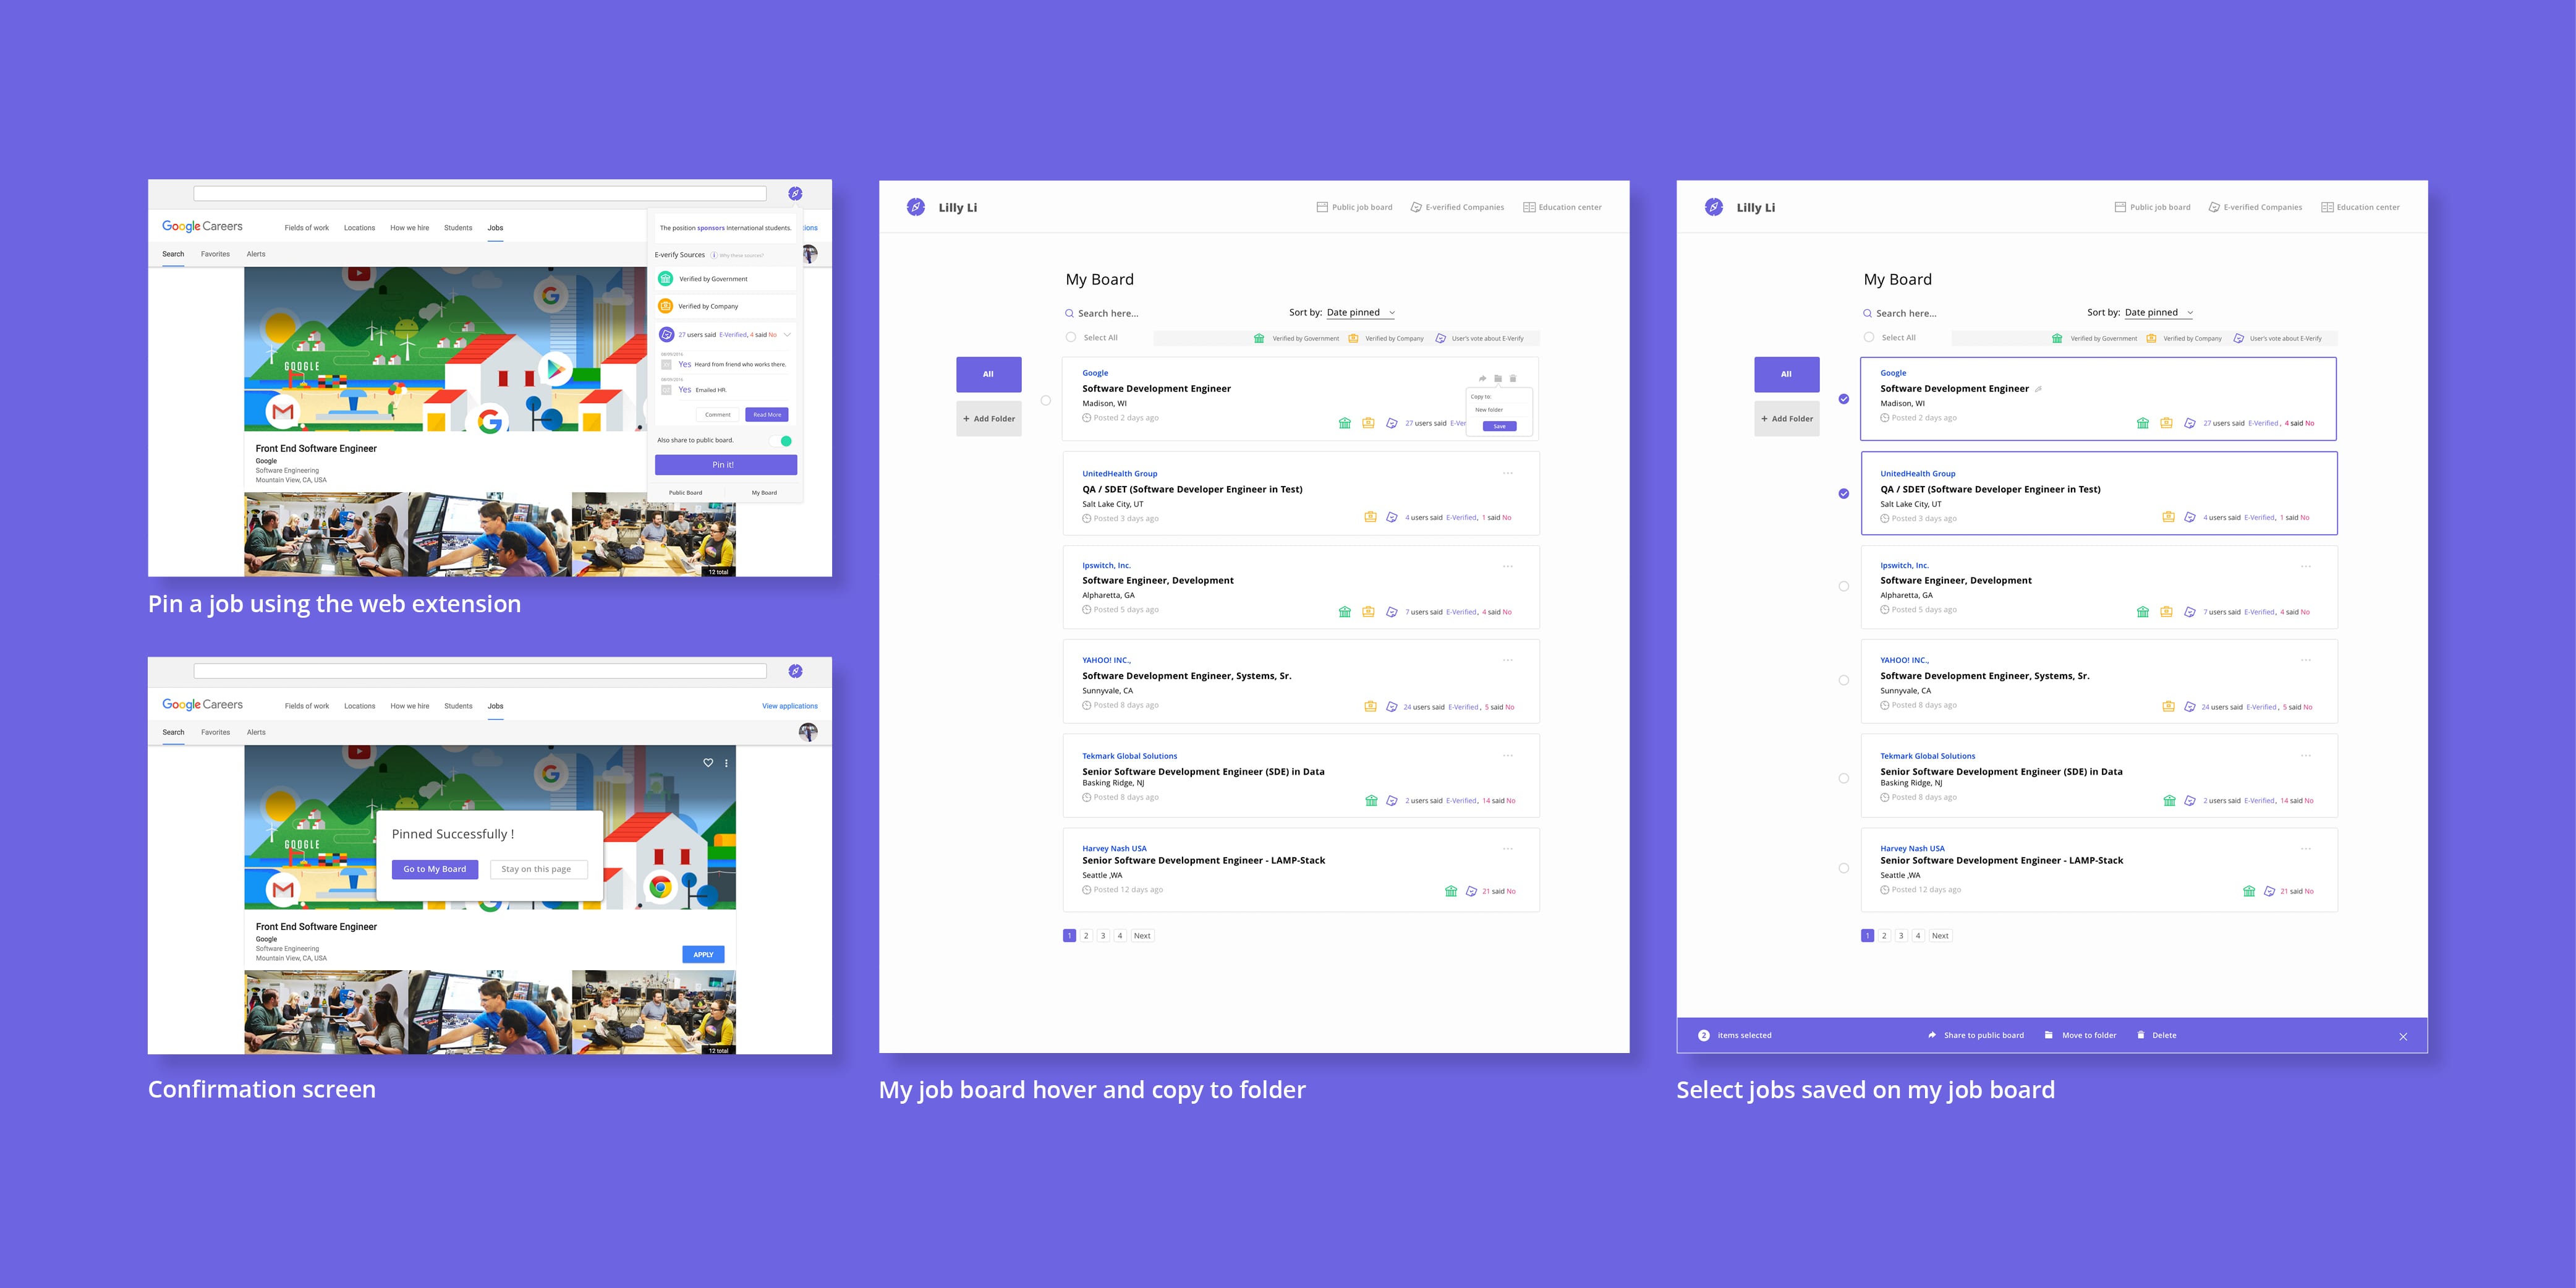 Google Careers
Fields of work
Locations
How we hire
Students
Jobs
Search
Favorites
Alerts
GOOGLE
Front End Software Engineer
Google
Software Engineering
Mountain View, CA, USA
12 total
The position sponsors International students.
E-verify Sources
Why these sources?
Verified by Government
Verified by Company
27 users said E-Verified, 4 said No
08/09/2016
Yes Heard from friend who works there.
08/09/2016
Yes Emailed HR.
Comment
Read More
Also share to public board.
Pin it!
Public Board
My Board
Pin a job using the web extension
Google Careers
Fields of work
Locations
How we hire
Students
Jobs
View applications
Search
Favorites
Alerts
GOOGLE
Pinned Successfully !
Go to My Board
Stay on this page
Front End Software Engineer
Google
Software Engineering
Mountain View, CA, USA
APPLY
12 total
Confirmation screen
Lilly Li
Public job board
E-verified Companies
Education center
My Board
Search here...
Sort by: Date pinned
Select All
Verified by Government
Verified by Company
User's vote about E-Verify
All
+ Add Folder
Google
Software Development Engineer
Madison, WI
Posted 2 days ago
27 users said E-Ver
Copy to:
New folder
Save
UnitedHealth Group
QA / SDET (Software Developer Engineer in Test)
Salt Lake City, UT
Posted 3 days ago
4 users said E-Verified, 1 said No
Ipswitch, Inc.
Software Engineer, Development
Alpharetta, GA
Posted 5 days ago
7 users said E-Verified, 4 said No
YAHOO! INC.,
Software Development Engineer, Systems, Sr.
Sunnyvale, CA
Posted 8 days ago
24 users said E-Verified, 5 said No
Tekmark Global Solutions
Senior Software Development Engineer (SDE) in Data
Basking Ridge, NJ
Posted 8 days ago
2 users said E-Verified, 14 said No
Harvey Nash USA
Senior Software Development Engineer - LAMP-Stack
Seattle ,WA
Posted 12 days ago
21 said No
1 2 3 4 Next
My job board hover and copy to folder
Lilly Li
Public job board
E-verified Companies
Education center
My Board
Search here...
Sort by: Date pinned
Select All
Verified by Government
Verified by Company
User's vote about E-Verify
All
+ Add Folder
Google
Software Development Engineer
Madison, WI
Posted 2 days ago
27 users said E-Verified, 4 said No
UnitedHealth Group
QA / SDET (Software Developer Engineer in Test)
Salt Lake City, UT
Posted 3 days ago
4 users said E-Verified, 1 said No
Ipswitch, Inc.
Software Engineer, Development
Alpharetta, GA
Posted 5 days ago
7 users said E-Verified, 4 said No
YAHOO! INC.,
Software Development Engineer, Systems, Sr.
Sunnyvale, CA
Posted 8 days ago
24 users said E-Verified, 5 said No
Tekmark Global Solutions
Senior Software Development Engineer (SDE) in Data
Basking Ridge, NJ
Posted 8 days ago
2 users said E-Verified, 14 said No
Harvey Nash USA
Senior Software Development Engineer - LAMP-Stack
Seattle ,WA
Posted 12 days ago
21 said No
1 2 3 4 Next
2 items selected
Share to public board
Move to folder
Delete
Select jobs saved on my job board